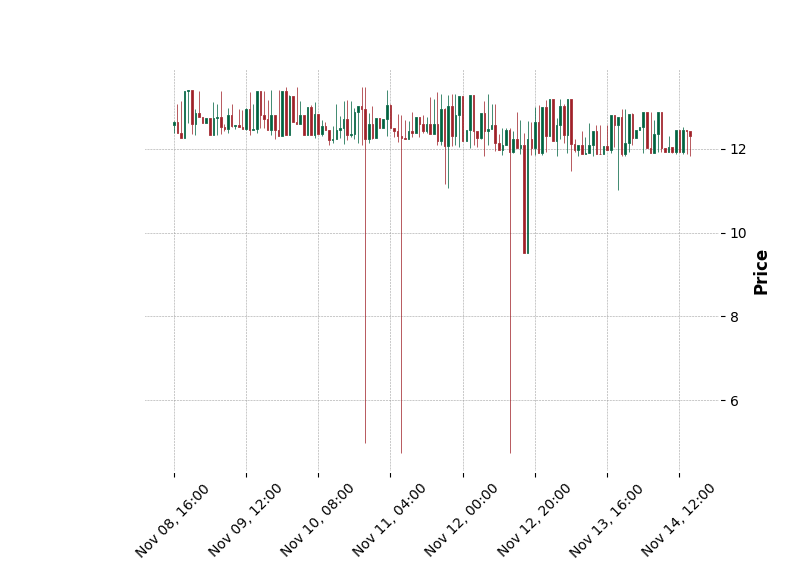 12
10
8
6
Price
Nov 08, 16:00
Nov 09, 12:00
Nov 10, 08:00
Nov 11, 04:00
Nov 12, 00:00
Nov 12, 20:00
Nov 13, 16:00
Nov 14, 12:00